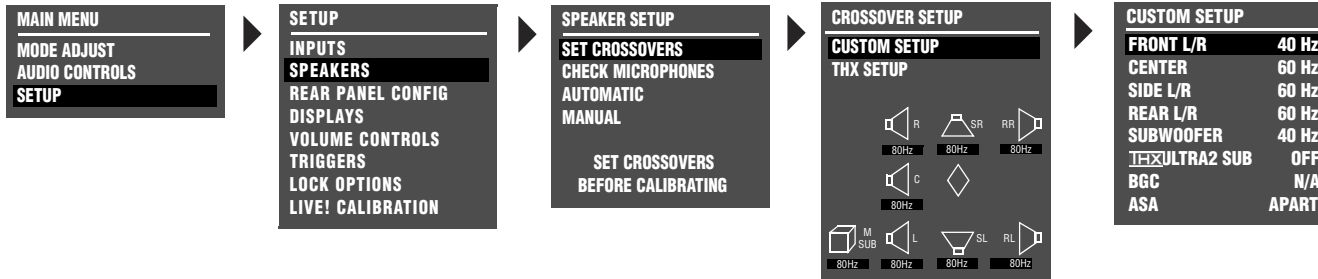 MAIN MENU
MODE ADJUST
AUDIO CONTROLS
SETUP
SETUP
INPUTS
SPEAKERS
REAR PANEL CONFIG
DISPLAYS
VOLUME CONTROLS
TRIGGERS
LOCK OPTIONS
LIVE! CALIBRATION
SPEAKER SETUP
SET CROSSOVERS
CHECK MICROPHONES
AUTOMATIC
MANUAL
SET CROSSOVERS
BEFORE CALIBRATING
CROSSOVER SETUP
CUSTOM SETUP
THX SETUP
R SR RR
80Hz 80Hz 80Hz
C
80Hz
M SUB L SL RL
80Hz 80Hz 80Hz 80Hz
CUSTOM SETUP
FRONT L/R 40 Hz
CENTER 60 Hz
SIDE L/R 60 Hz
REAR L/R 60 Hz
SUBWOOFER 40 Hz
THX ULTRA2 SUB OFF
BGC N/A
ASA APART